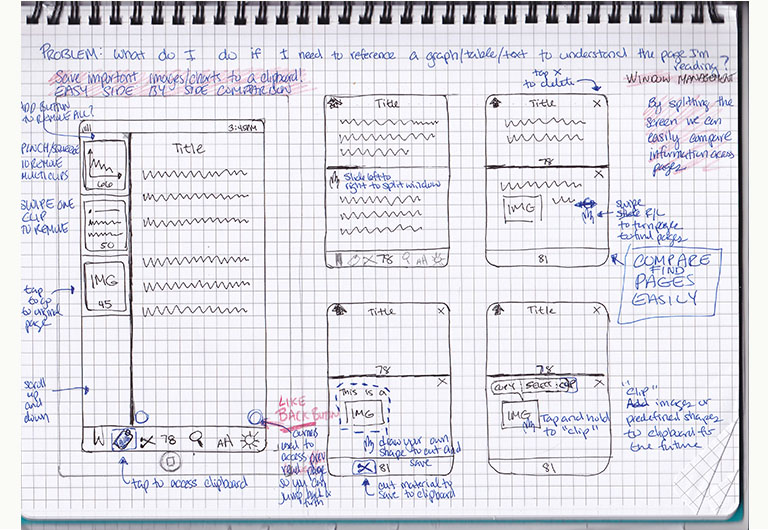 PROBLEM: What do I do if I need to reference a graph/table/text to understand the page I'm
reading?
Save important images/charts to a clipboard!
EASY SIDE BY SIDE COMPARISON
ADD BUTTON
TO REMOVE ALL?
PINCH/SQUEEZE
TO REMOVE
MULTI CLIPS
SWIPE ONE
CLIP
TO REMOVE
tap
to go
to original
page
scroll
up
and
down
3:45PM
Title
66
50
IMG
45
W
78
AA
tap to access clipboard
LIKE
BACK BUTTON
used to
access prev
read page
so you can
jump back &
forth
Title
Slide left to
right to split window
78
AA
tap X
to delete
Title
X
78
X
IMG
81
WINDOW MANAGEMENT
By splitting the
screen we can
easily compare
information across
pages
swipe
R/L
to turn page
to find pages
COMPARE
FIND
PAGES
EASILY
Title
X
78
X
This is a
IMG
draw your own
shape to cut and
save
81
cut material to
save to clipboard
Title
X
78
X
COPY SELECT CLIP
IMG
Tap and hold
to "clip"
81
"Clip"
Add images or
predefined shapes
to clipboard for
the future